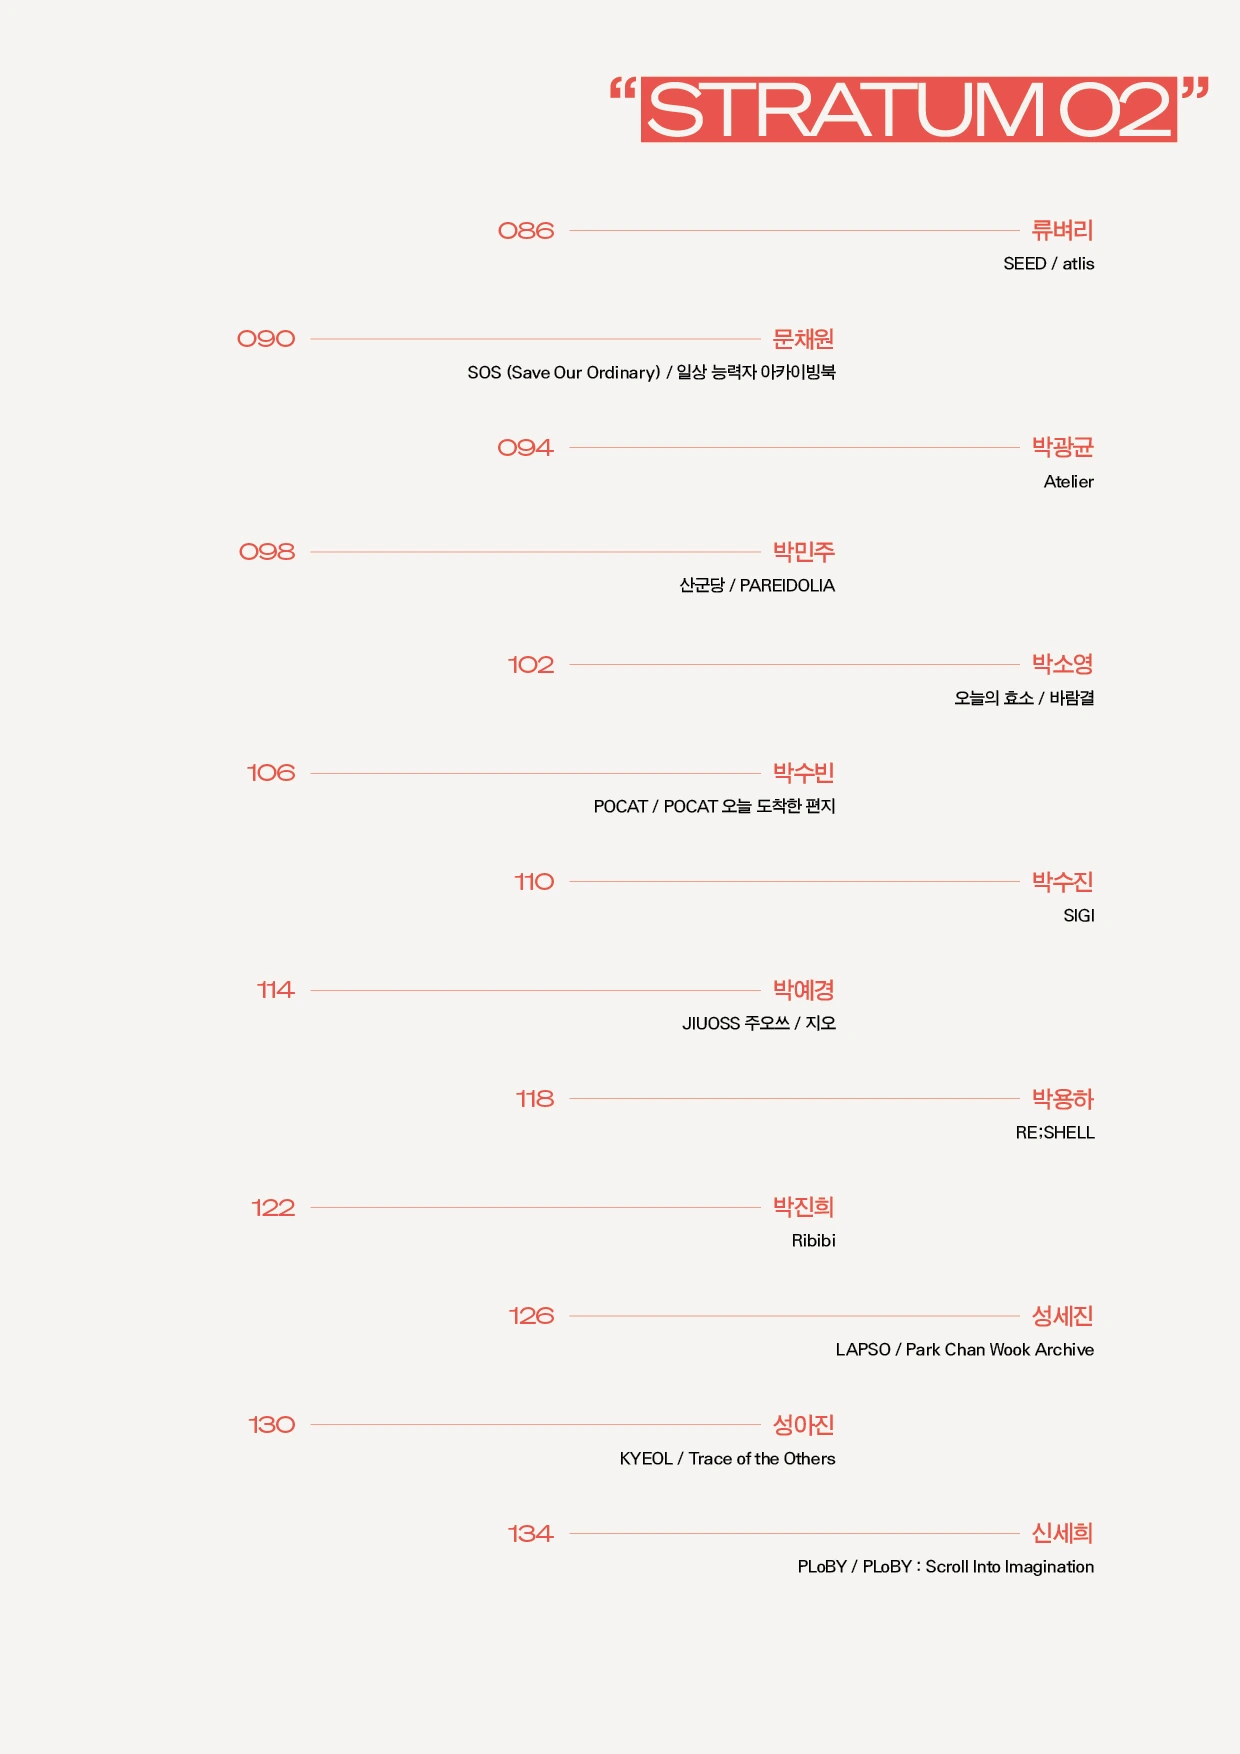 “STRATUM 02”
086 류벼리
SEED / atlis
090 문채원
SOS (Save Our Ordinary) / 일상 능력자 아카이빙북
094 박광균
Atelier
098 박민주
산군당 / PAREIDOLIA
102 박소영
오늘의 효소 / 바람결
106 박수빈
POCAT / POCAT 오늘 도착한 편지
110 박수진
SIGI
114 박예경
JIUOSS 주오쓰 / 지오
118 박용하
RE;SHELL
122 박진희
Ribibi
126 성세진
LAPSO / Park Chan Wook Archive
130 성아진
KYEOL / Trace of the Others
134 신세희
PLoBY / PLoBY : Scroll Into Imagination